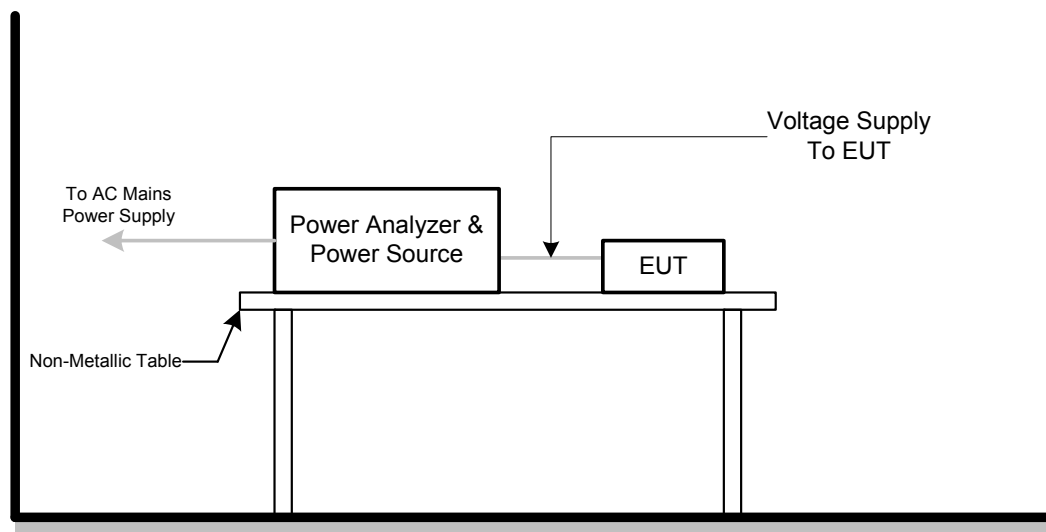 Voltage Supply
To EUT
To AC Mains
Power Supply
Power Analyzer &
Power Source
EUT
Non-Metallic Table